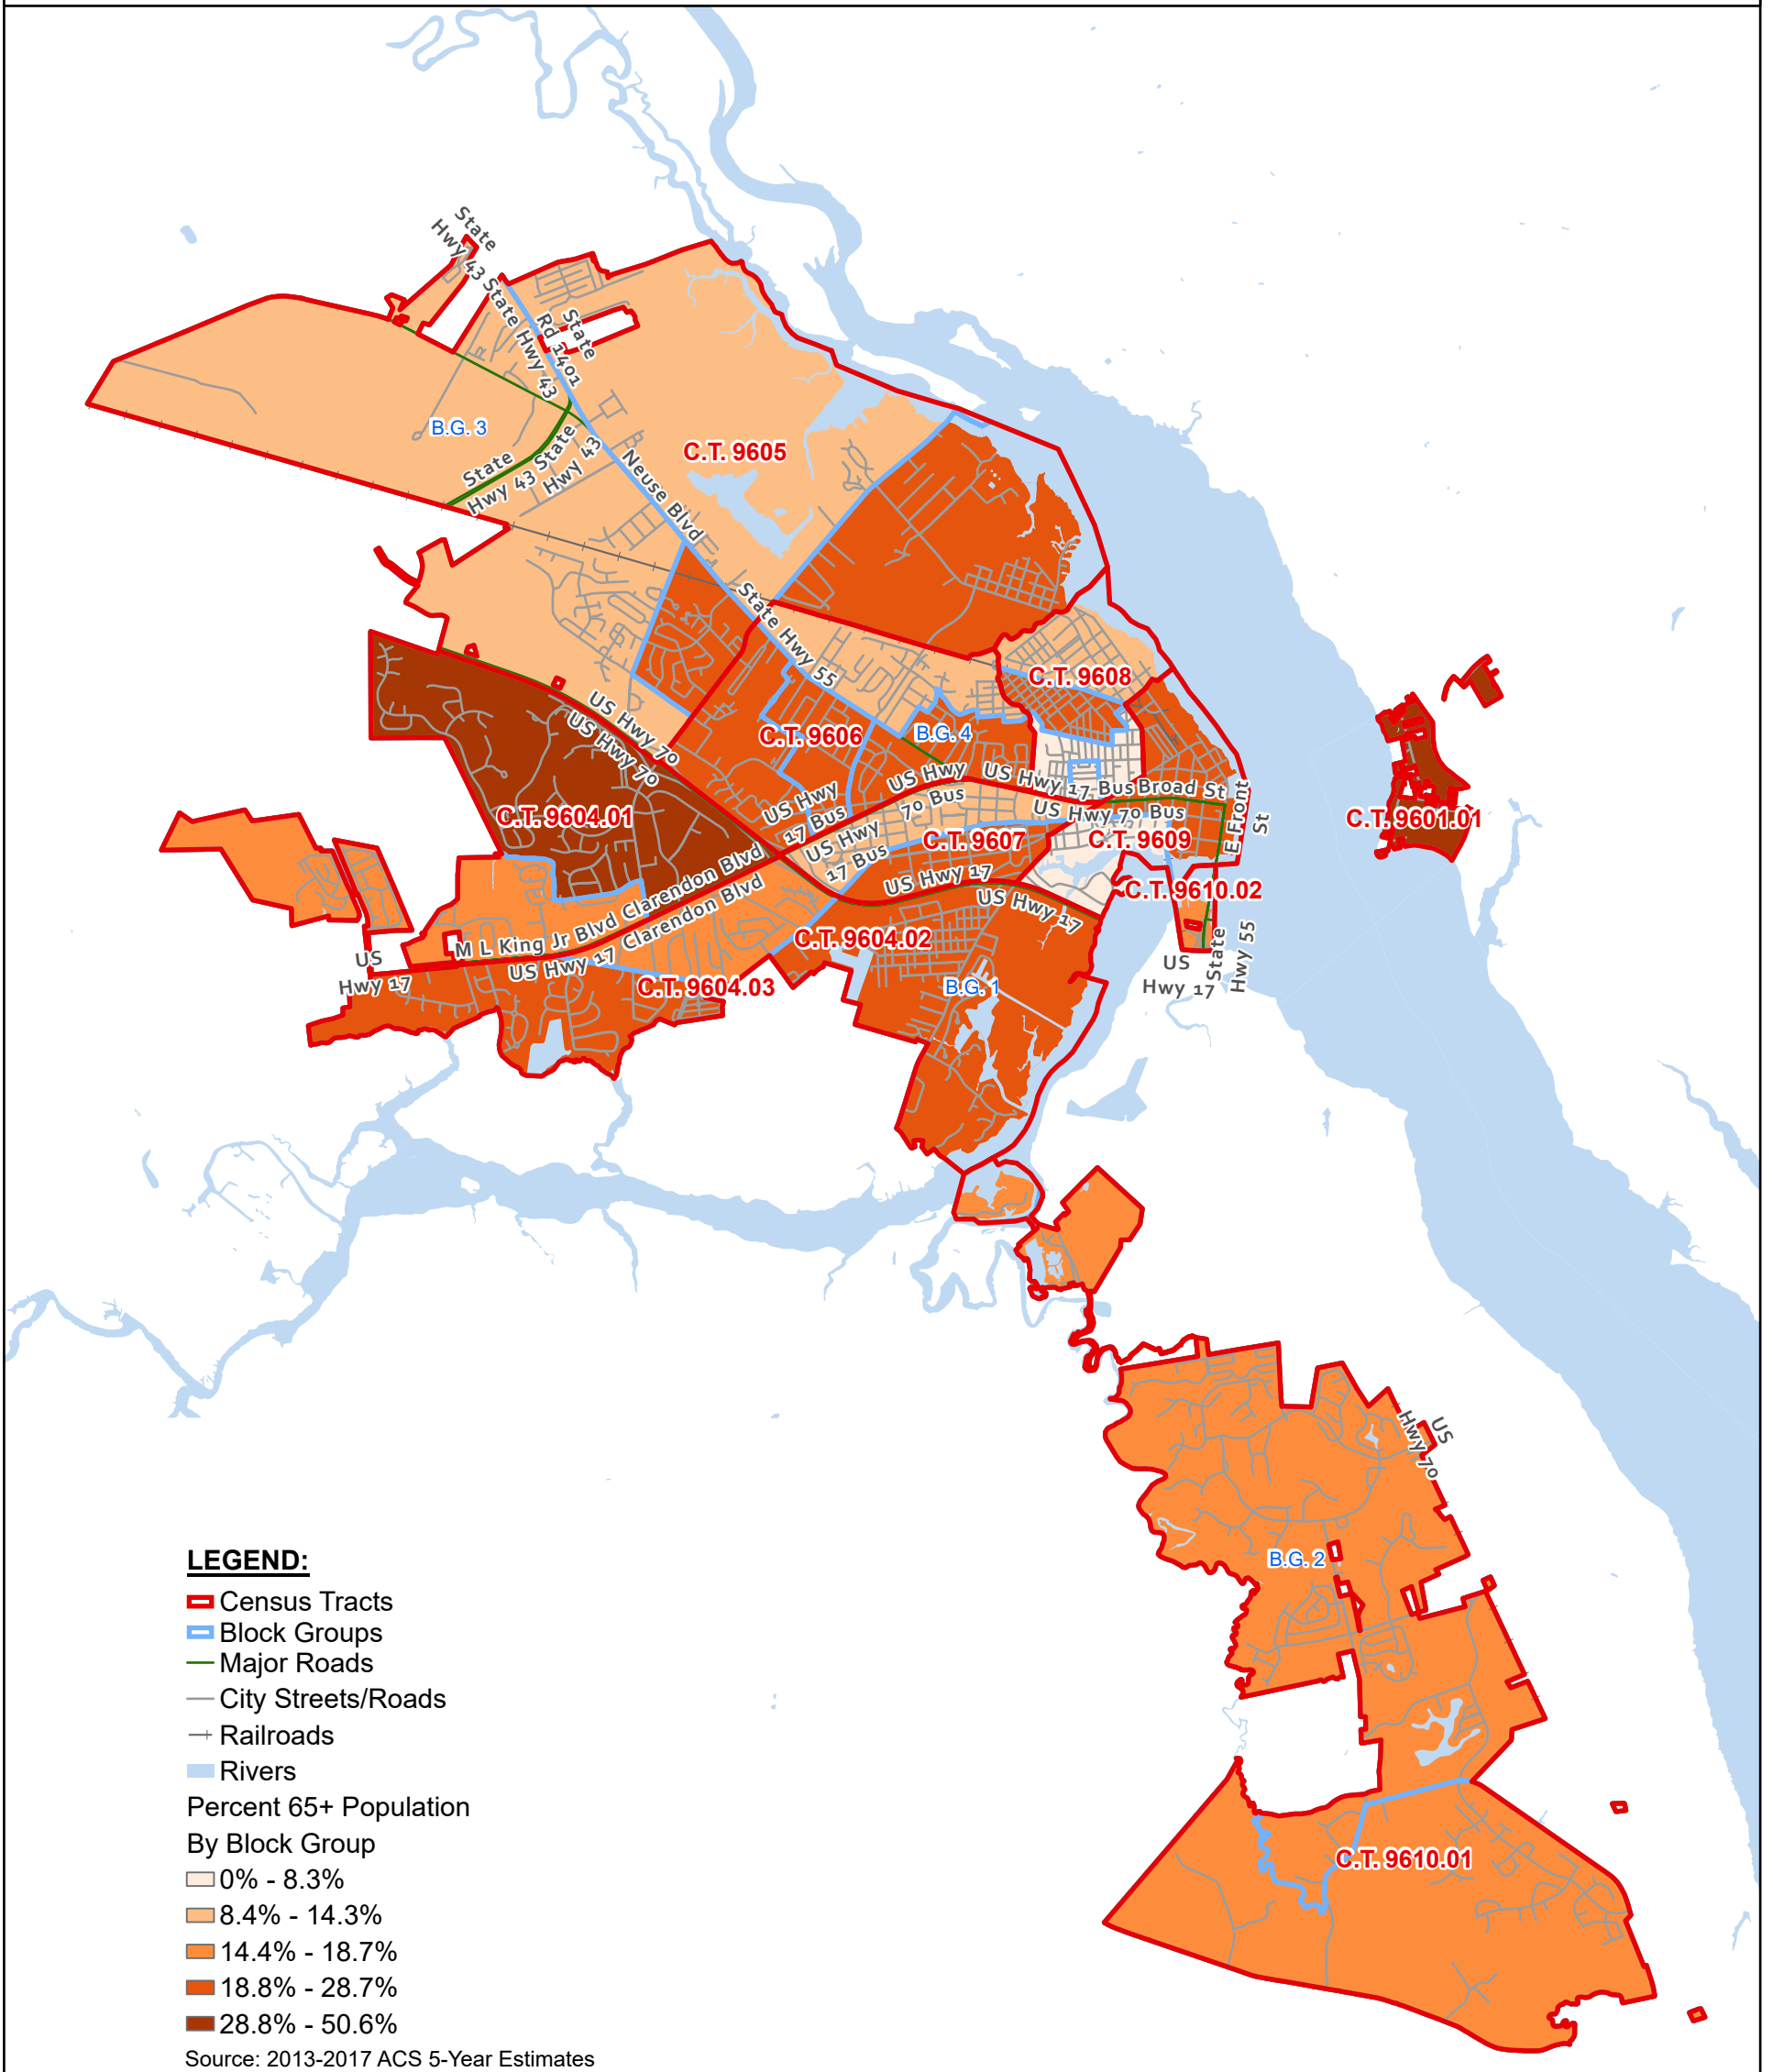 State
Hwy 43
State Hwy 43
State
Rd 1401
B.G. 3
C.T. 9605
State
Hwy 43
State
Hwy 43
Neuse Blvd
State Hwy 55
C.T. 9608
US Hwy 70
US Hwy 70
C.T. 9606
B.G. 4
US Hwy
70 Bus
US Hwy 17 Bus
Broad St
US Hwy 70 Bus
US Hwy
17 Bus
US Hwy
17 Bus
C.T. 9604.01
C.T. 9607
C.T. 9609
E Front
St
C.T. 9601.01
US Hwy 17
US Hwy 17
C.T. 9610.02
M L King Jr Blvd
Clarendon Blvd
Clarendon Blvd
US Hwy 17
US
Hwy 17
C.T. 9604.02
C.T. 9604.03
B.G. 1
US
Hwy 17
State
Hwy 55
US
Hwy 70
B.G. 2
C.T. 9610.01
LEGEND:
Census Tracts
Block Groups
Major Roads
City Streets/Roads
Railroads
Rivers
Percent 65+ Population
By Block Group
0% - 8.3%
8.4% - 14.3%
14.4% - 18.7%
18.8% - 28.7%
28.8% - 50.6%
Source: 2013-2017 ACS 5-Year Estimates